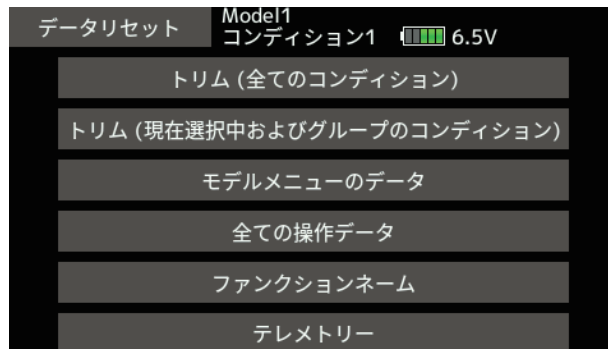 データリセット
Model1
コンディション1 6.5V
トリム (全てのコンディション)
トリム (現在選択中およびグループのコンディション)
モデルメニューのデータ
全ての操作データ
ファンクションネーム
テレメトリー